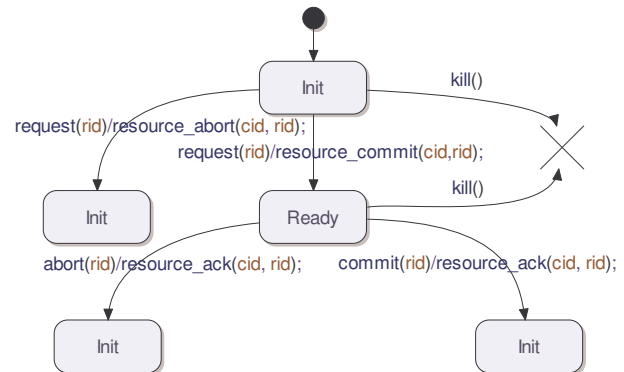 Init
kill()
request(rid)/resource_abort(cid, rid);
request(rid)/resource_commit(cid,rid);
kill()
Init
Ready
abort(rid)/resource_ack(cid, rid);
commit(rid)/resource_ack(cid, rid);
Init
Init